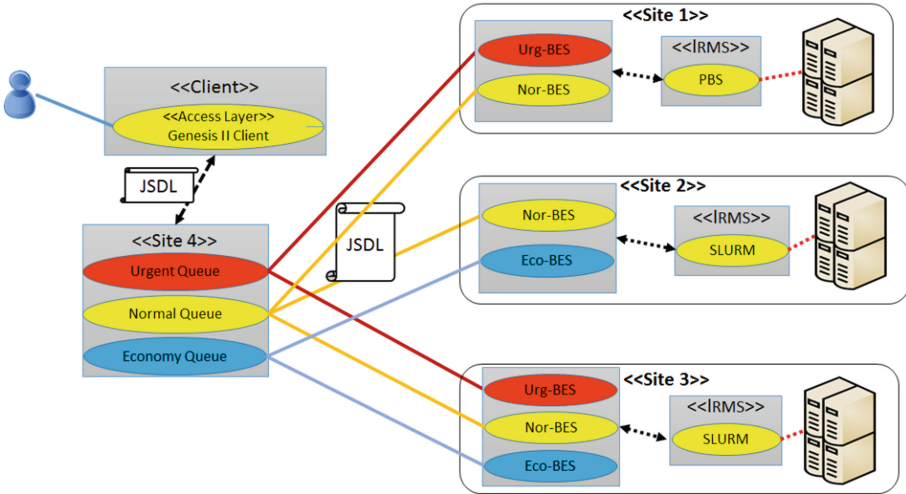 <<Client>>
<<Access Layer>>
Genesis II Client
JSDL
<<Site 4>>
Urgent Queue
Normal Queue
Economy Queue
JSDL
<<Site 1>>
Urg-BES
Nor-BES
<<lRMS>>
PBS
<<Site 2>>
Nor-BES
Eco-BES
<<lRMS>>
SLURM
<<Site 3>>
Urg-BES
Nor-BES
Eco-BES
<<lRMS>>
SLURM